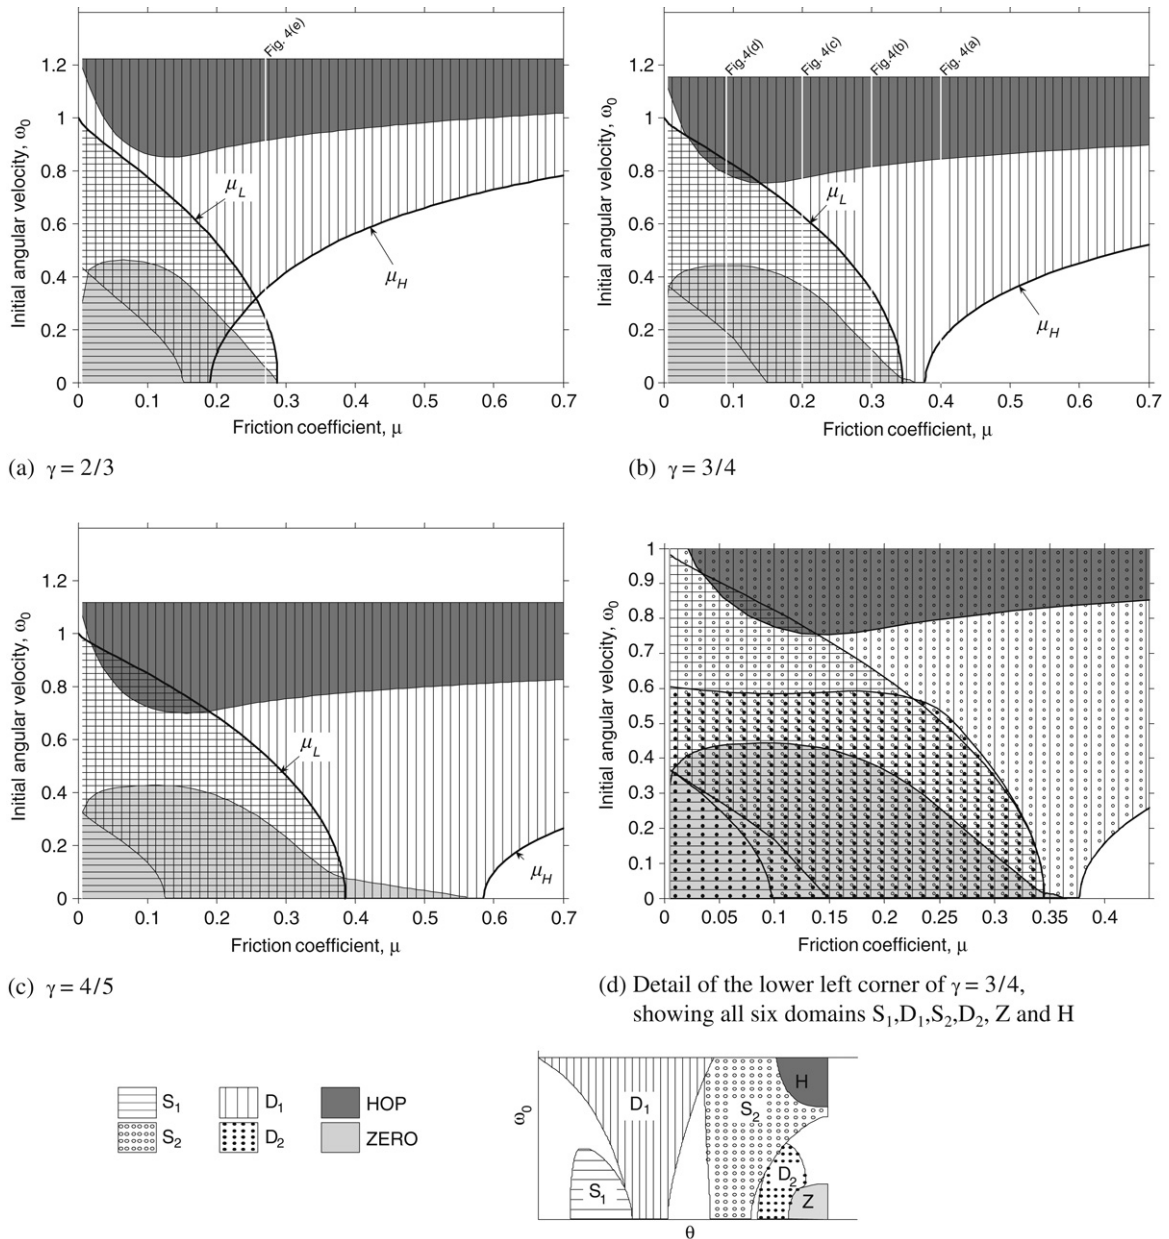 Fig. 4(e)
1.2
1
0.8
0.6
0.4
0.2
0
Initial angular velocity, ω0
μL
μH
0 0.1 0.2 0.3 0.4 0.5 0.6 0.7
Friction coefficient, μ
(a) γ = 2/3
Fig.4(d) Fig.4(c) Fig.4(b) Fig.4(a)
1.2
1
0.8
0.6
0.4
0.2
0
Initial angular velocity, ω0
μL
μH
0 0.1 0.2 0.3 0.4 0.5 0.6 0.7
Friction coefficient, μ
(b) γ = 3/4
1.2
1
0.8
0.6
0.4
0.2
0
Initial angular velocity, ω0
μL
μH
0 0.1 0.2 0.3 0.4 0.5 0.6 0.7
Friction coefficient, μ
(c) γ = 4/5
1
0.9
0.8
0.7
0.6
0.5
0.4
0.3
0.2
0.1
0
Initial angular velocity, ω0
0 0.05 0.1 0.15 0.2 0.25 0.3 0.35 0.4
Friction coefficient, μ
(d) Detail of the lower left corner of γ = 3/4,
showing all six domains S1,D1,S2,D2, Z and H
S1 D1 HOP
S2 D2 ZERO
ω0
H
D1 S2
S1 D2
Z
θ